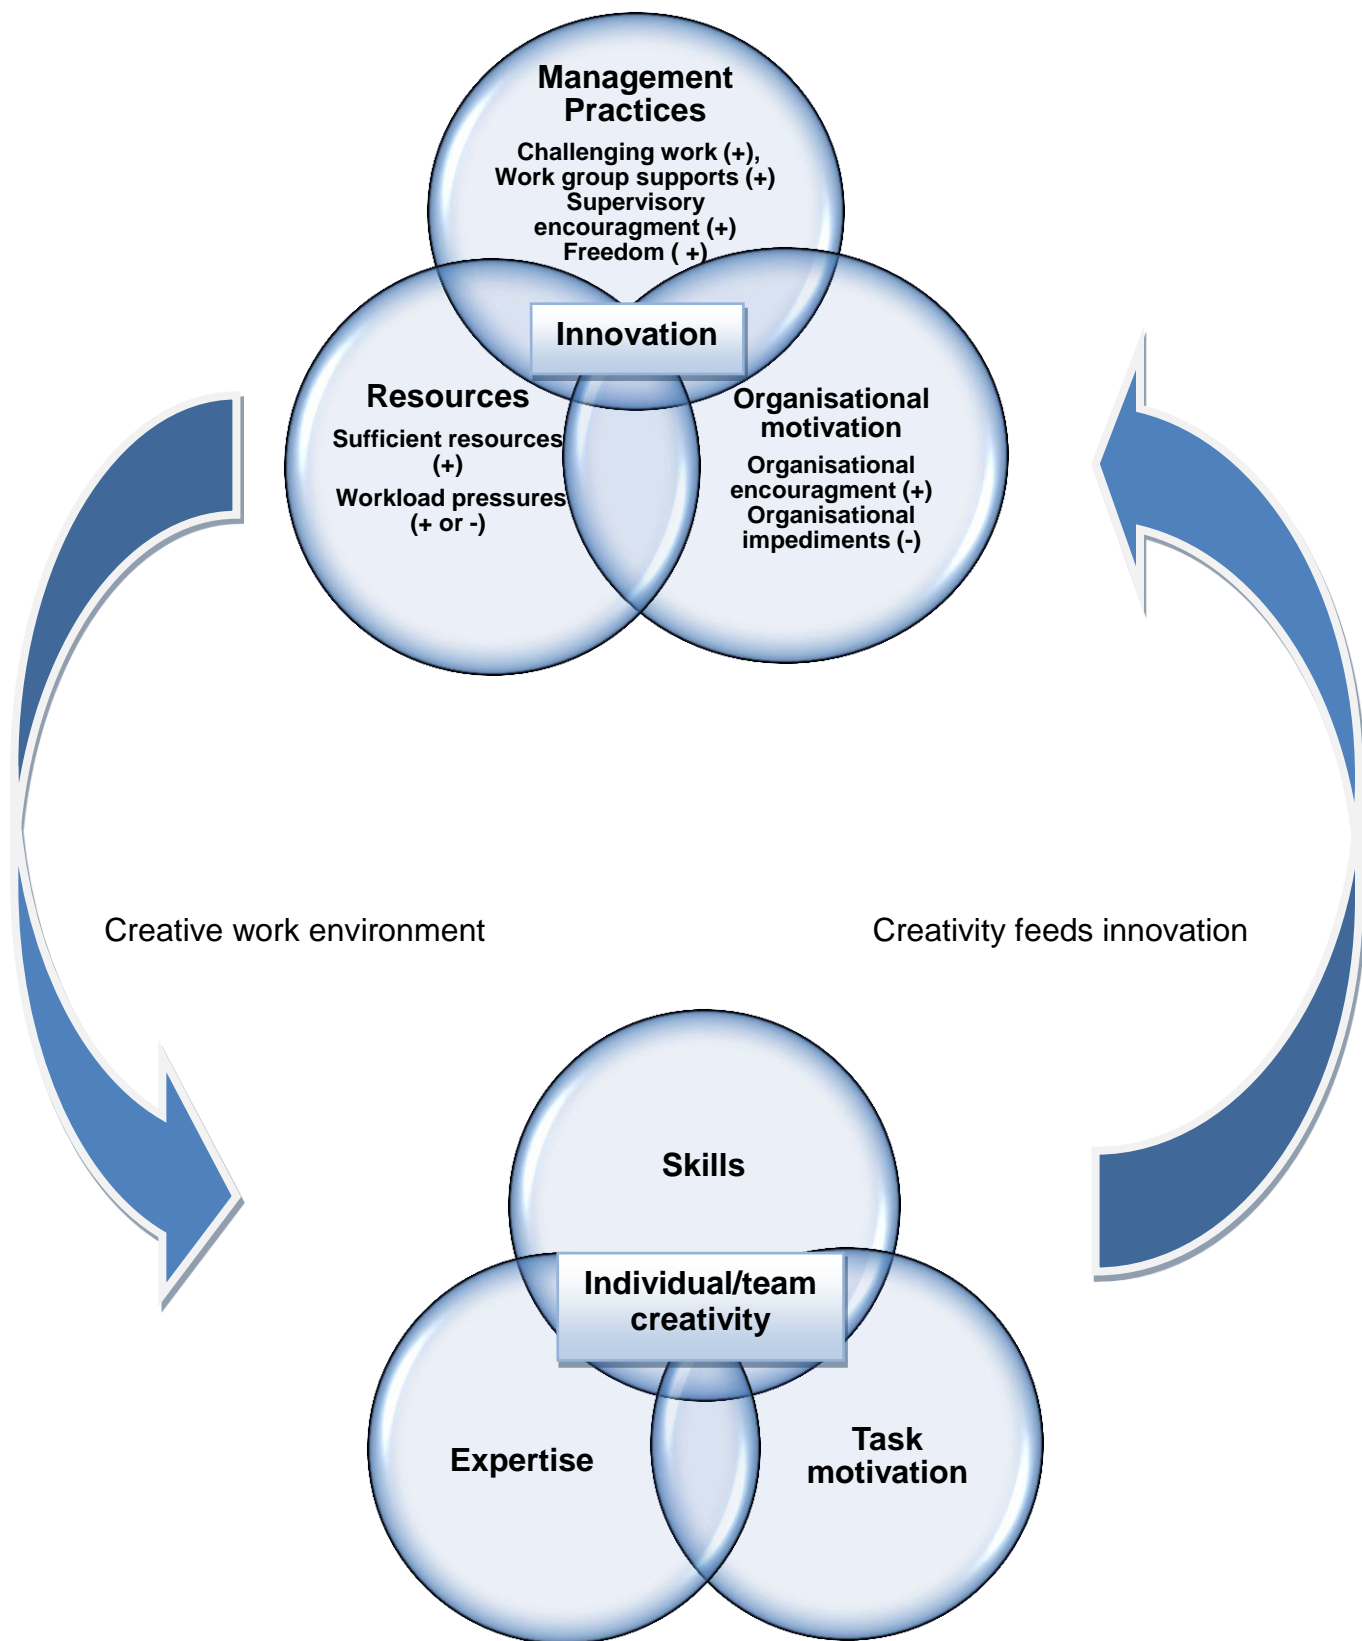 Management
Practices
Challenging work (+),
Work group supports (+)
Supervisory
encouragment (+)
Freedom ( +)
Innovation
Resources
Sufficient resources
(+)
Workload pressures
(+ or -)
Organisational
motivation
Organisational
encouragment (+)
Organisational
impediments (-)
Creative work environment
Creativity feeds innovation
Skills
Individual/team
creativity
Expertise
Task
motivation